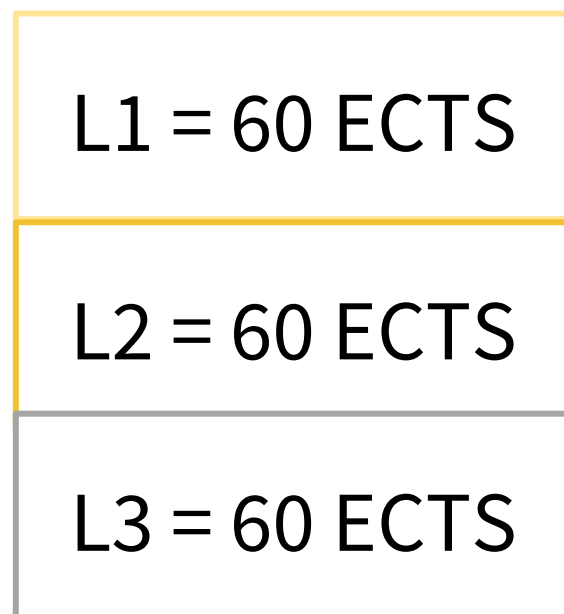 L1 = 60 ECTS
L2 = 60 ECTS
L3 = 60 ECTS